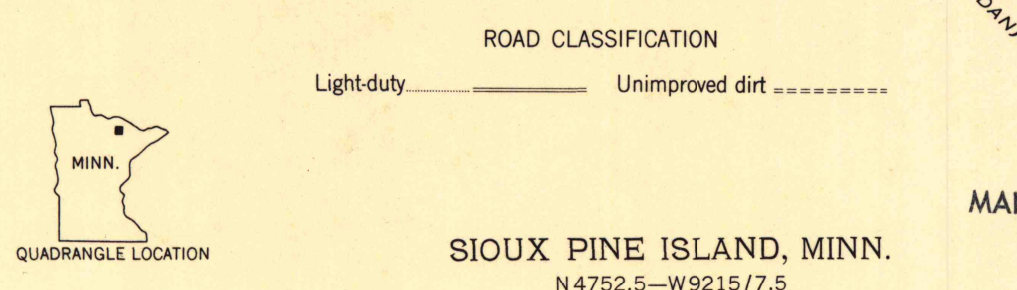 ROAD CLASSIFICATION
Light-duty Unimproved dirt
MINN.
QUADRANGLE LOCATION
SIOUX PINE ISLAND, MINN.
N4752.5—W9215/7.5